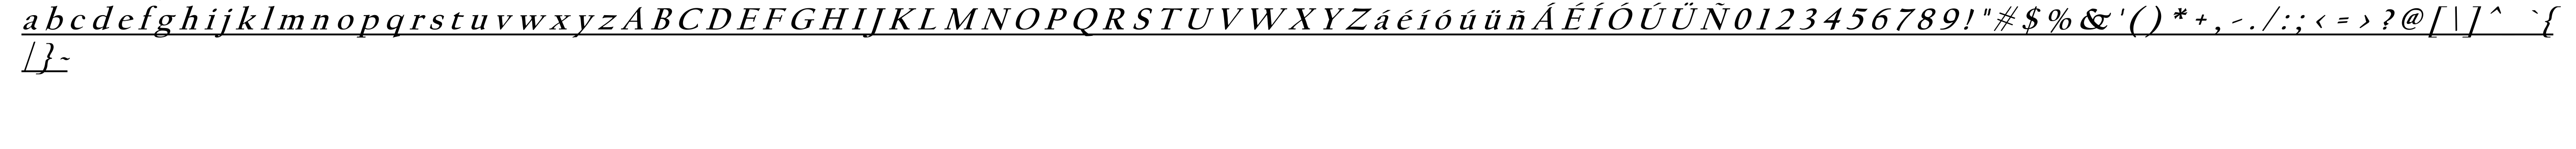 a b c d e f g h i j k l m n o p q r s t u v w x y z A B C D E F G H I J K L M N O P Q R S T U V W X Y Z á é í ó ú ü ñ Á É Í Ó Ú Ü Ñ 0 1 2 3 4 5 6 7 8 9 ! " # $ % & ' ( ) * + , - . / : ; < = > ? @ [ \ ] ^ _ ` {
| } ~